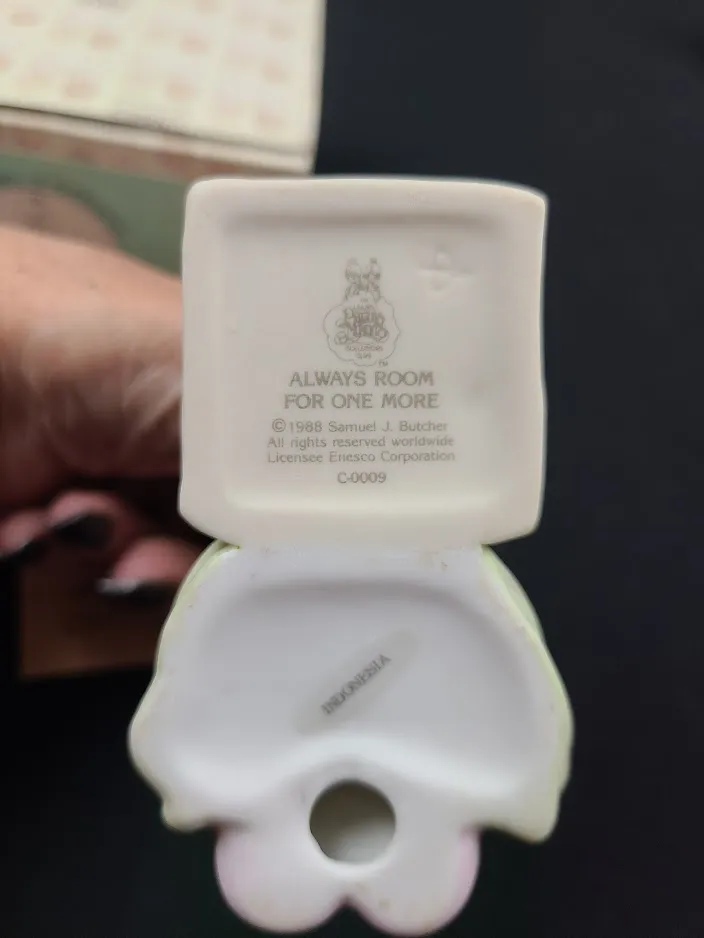 Precious
Moments
TM
ALWAYS ROOM
FOR ONE MORE
© 1988 Samuel J. Butcher
All rights reserved worldwide
Licensee Enesco Corporation
C-0009
INDONESIA